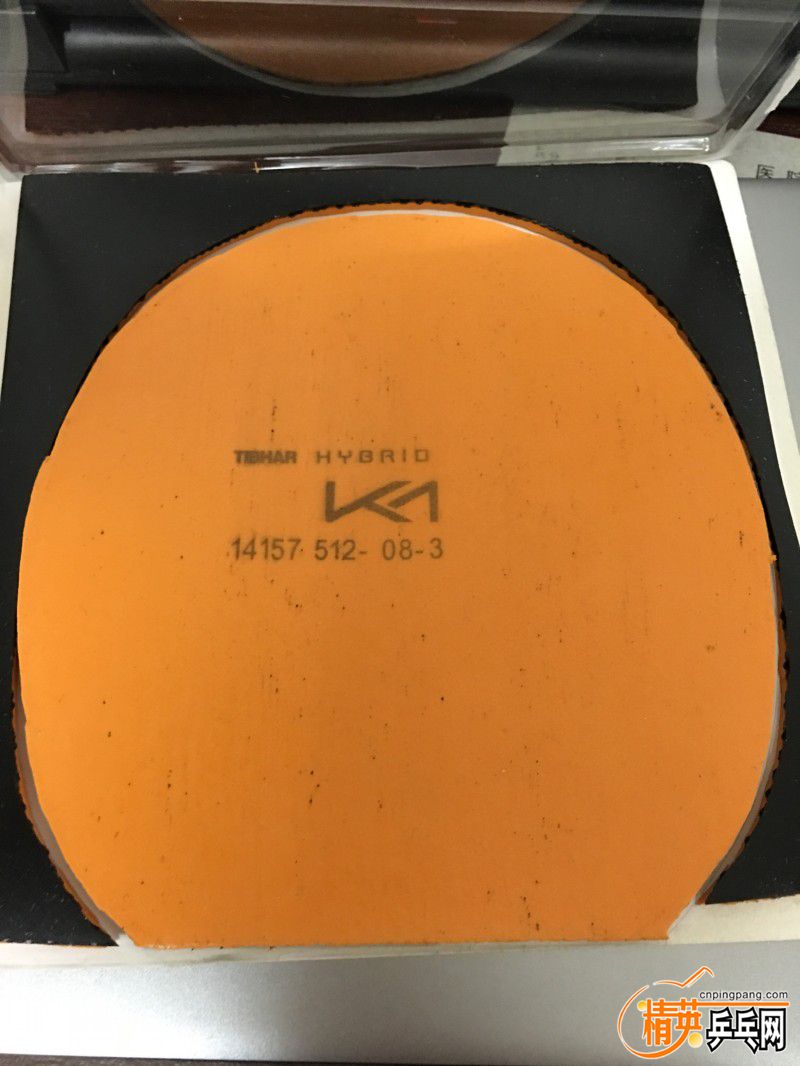 TIBHAR HYBRID
K1
14157 512- 08-3
cnpingpang.com
精英乒乓网